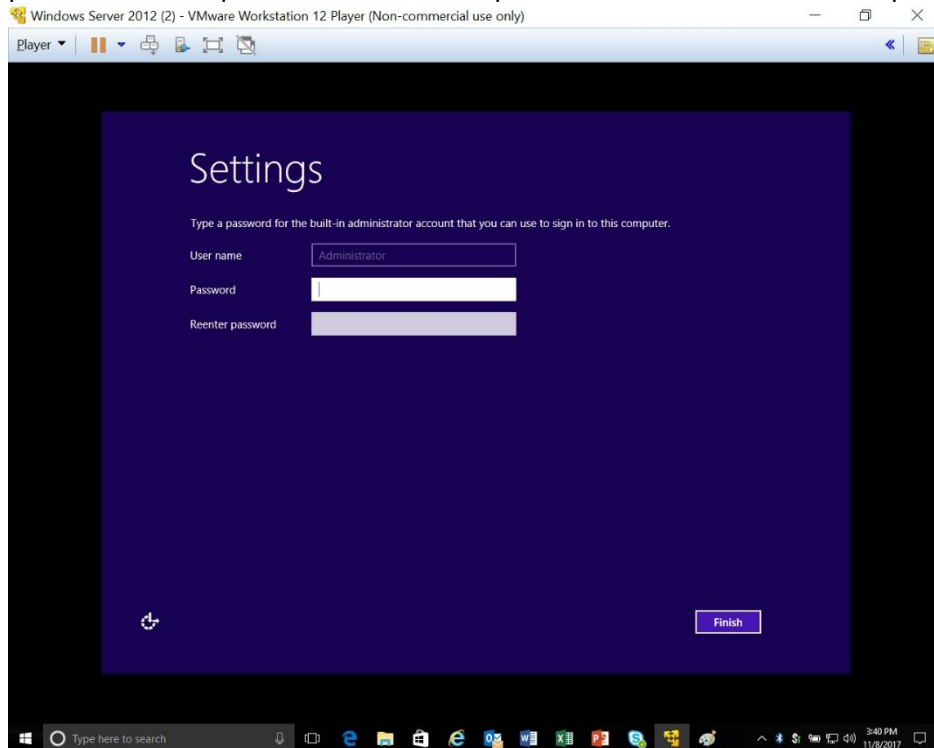 Windows Server 2012 (2) - VMware Workstation 12 Player (Non-commercial use only)
Player
Settings
Type a password for the built-in administrator account that you can use to sign in to this computer.
User name
Administrator
Password
Reenter password
Finish
Type here to search
3:40 PM
11/8/2017